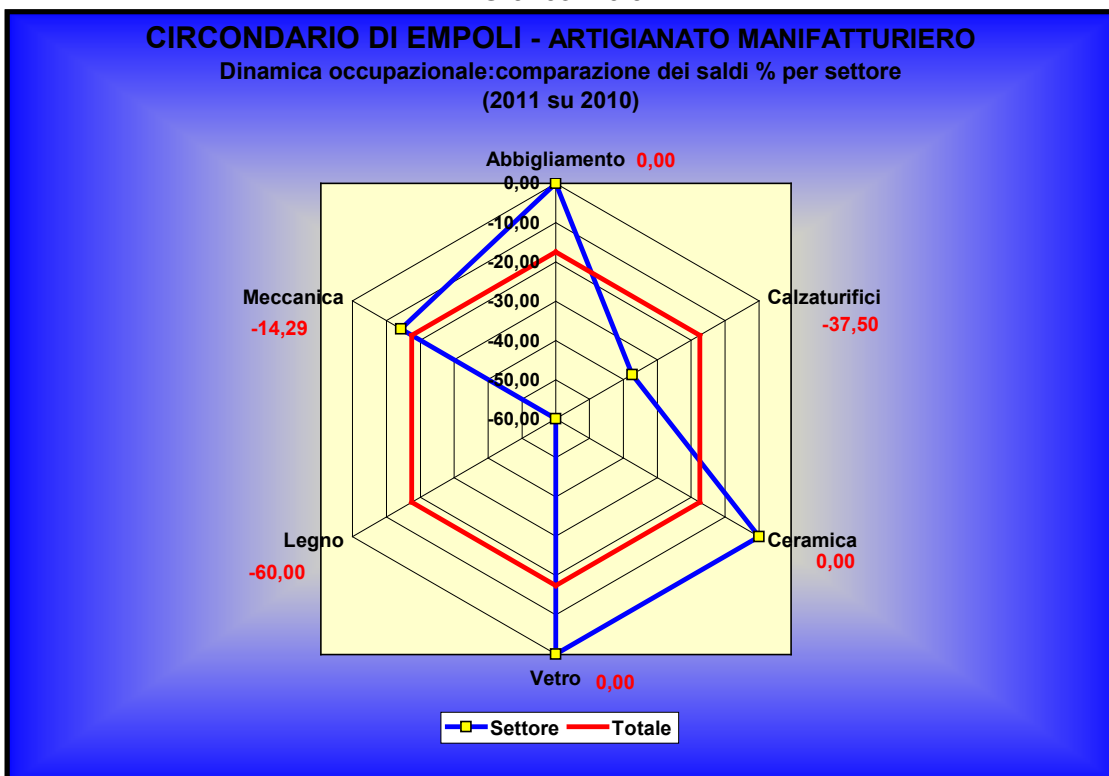 CIRCONDARIO DI EMPOLI - ARTIGIANATO MANIFATTURIERO
Dinamica occupazionale:comparazione dei saldi % per settore
(2011 su 2010)
Abbigliamento 0,00
0,00
-10,00
-20,00
-30,00
-40,00
-50,00
-60,00
Calzaturifici
-37,50
Ceramica
0,00
Vetro 0,00
Legno
-60,00
Meccanica
-14,29
Settore Totale